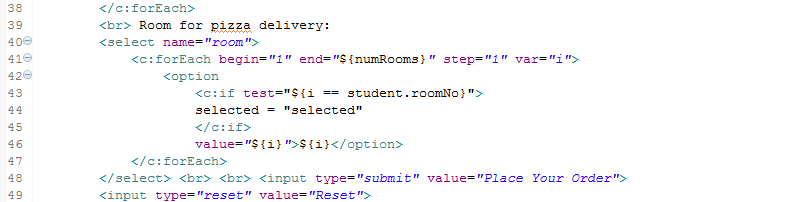 38 </c:forEach>
39 <br> Room for pizza delivery:
40 <select name="room">
41 <c:forEach begin="1" end="${numRooms}" step="1" var="i">
42 <option
43 <c:if test="${i == student.roomNo}">
44 selected = "selected"
45 </c:if>
46 value="${i}">${i}</option>
47 </c:forEach>
48 </select> <br> <br> <input type="submit" value="Place Your Order">
49 <input type="reset" value="Reset">